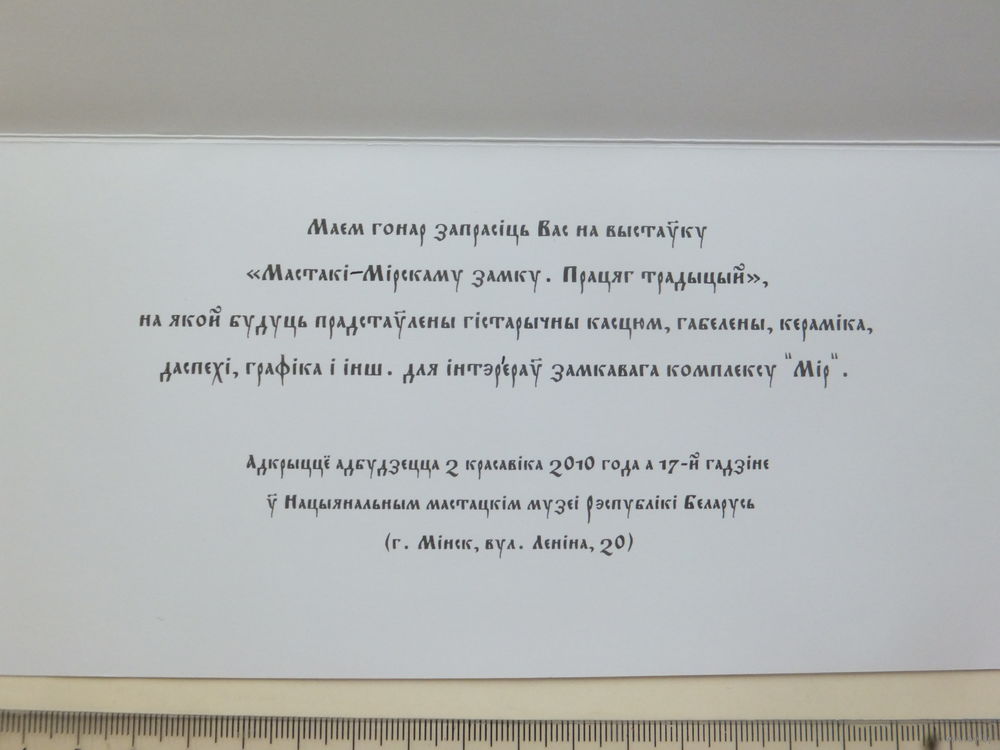 Маем гонар запрасіць Вас на выстаўку
«Мастакі-Мірскаму замку. Працяг традыцый»,
на якой будуць прадстаўлены гістарычны касцюм, габелены, кераміка,
даспехі, графіка і інш. для інтэр'ераў замкавага комплексу "Мір".
Адкрыццё адбудзецца 2 красавіка 2010 года а 17-й гадзіне
ў Нацыянальным мастацкім музеі рэспублікі Беларусь
(г. Мінск, вул. Леніна, 20)